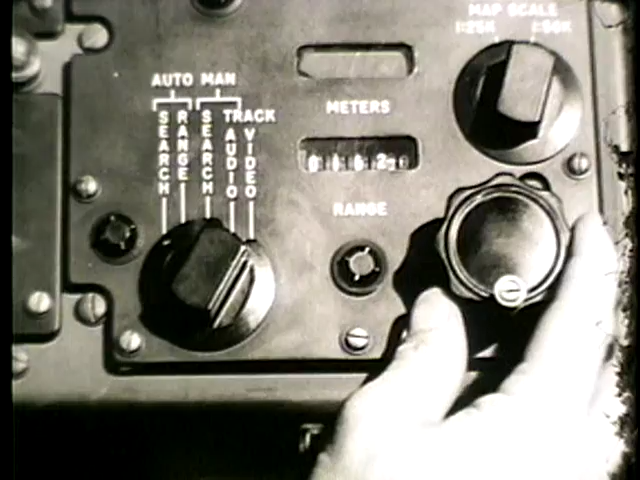 MAP SCALE
1:25K 1:50K
AUTO MAN
TRACK
SEARCH
RANGE
SEARCH
AUDIO
VIDEO
METERS
RANGE